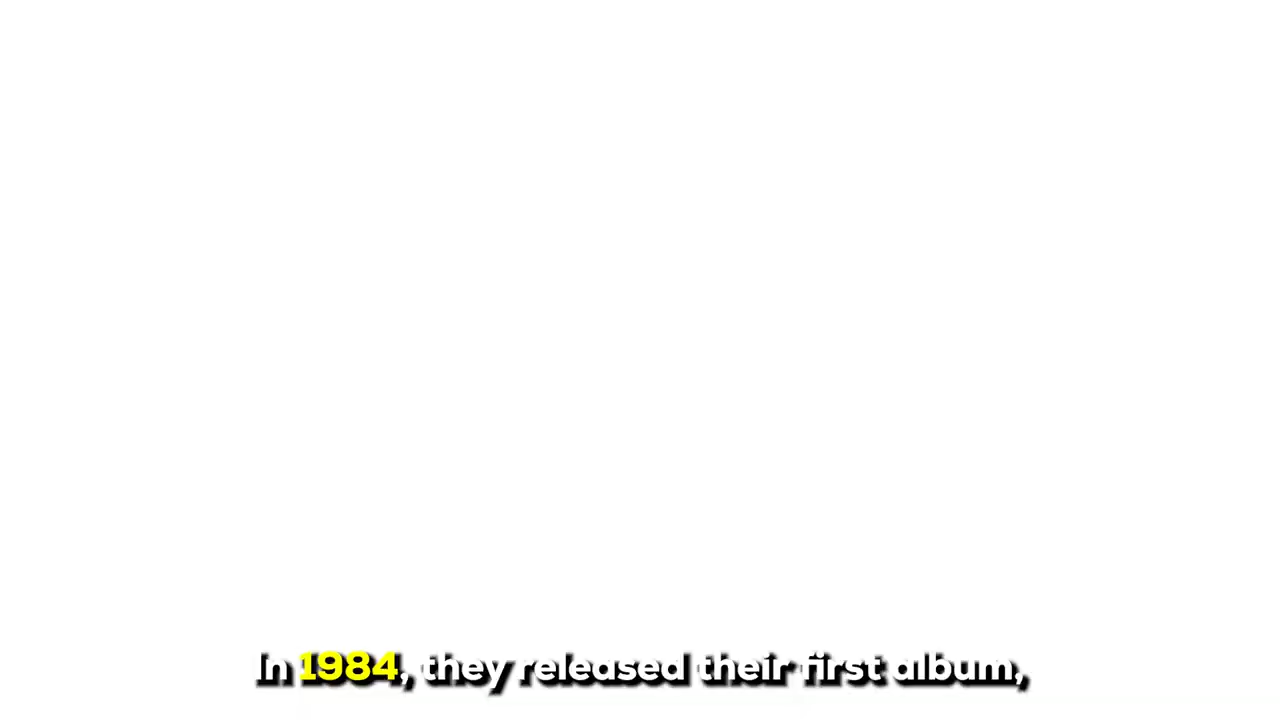 In 1984, they released their first album,